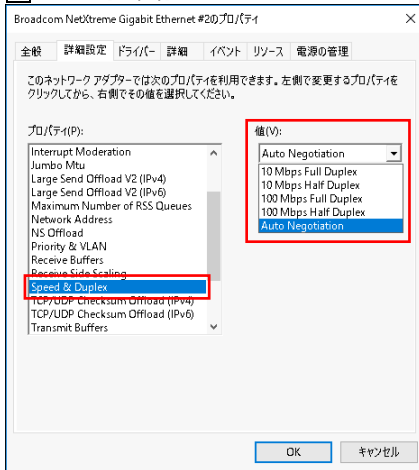 Broadcom NetXtreme Gigabit Ethernet #2のプロパティ
全般 詳細設定 ドライバー 詳細 イベント リソース 電源の管理
このネットワーク アダプターでは次のプロパティを利用できます。左側で変更するプロパティを
クリックしてから、右側でその値を選択してください。
プロパティ(P):
Interrupt Moderation
Jumbo Mtu
Large Send Offload V2 (IPv4)
Large Send Offload V2 (IPv6)
Maximum Number of RSS Queues
Network Address
NS Offload
Priority & VLAN
Receive Buffers
Receive Side Scaling
Speed & Duplex
TCP/UDP Checksum Offload (IPv4)
TCP/UDP Checksum Offload (IPv6)
Transmit Buffers
値(V):
Auto Negotiation
10 Mbps Full Duplex
10 Mbps Half Duplex
100 Mbps Full Duplex
100 Mbps Half Duplex
Auto Negotiation
OK キャンセル